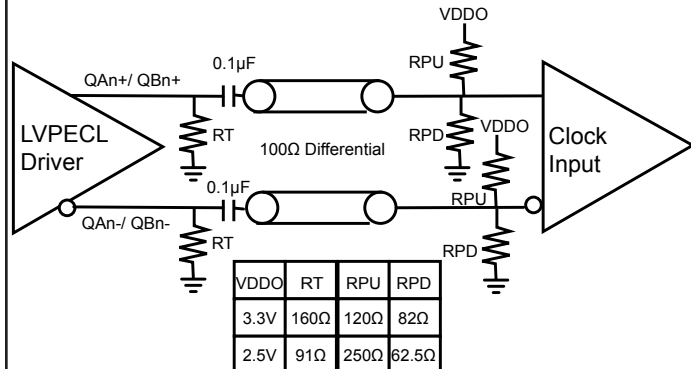 VDDO
0.1µF
RPU
QAn+/ QBn+
LVPECL
Driver
RT
100Ω Differential
RPD
VDDO
Clock
Input
0.1µF
RPU
QAn-/ QBn-
RT
RPD
VDDO RT RPU RPD
3.3V 160Ω 120Ω 82Ω
2.5V 91Ω 250Ω 62.5Ω